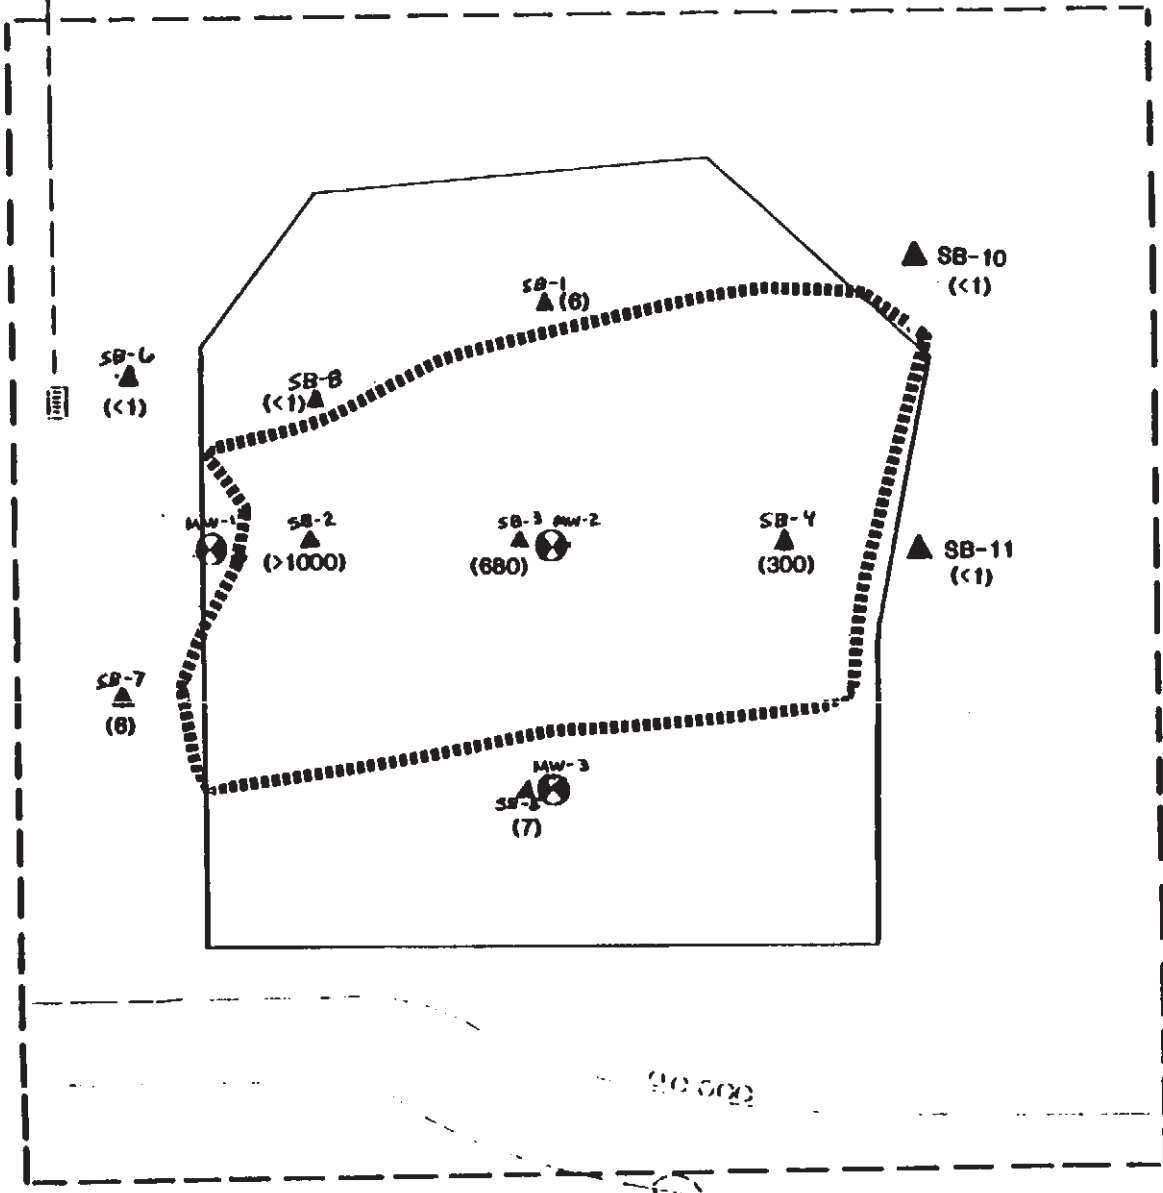 SB-10
(<1)
SB-1
(6)
SB-6
(<1)
SB-8
(<1)
MW-1
SB-2
(>1000)
SB-3 MW-2
(680)
SB-4
(300)
SB-11
(<1)
SB-7
(6)
MW-3
(7)